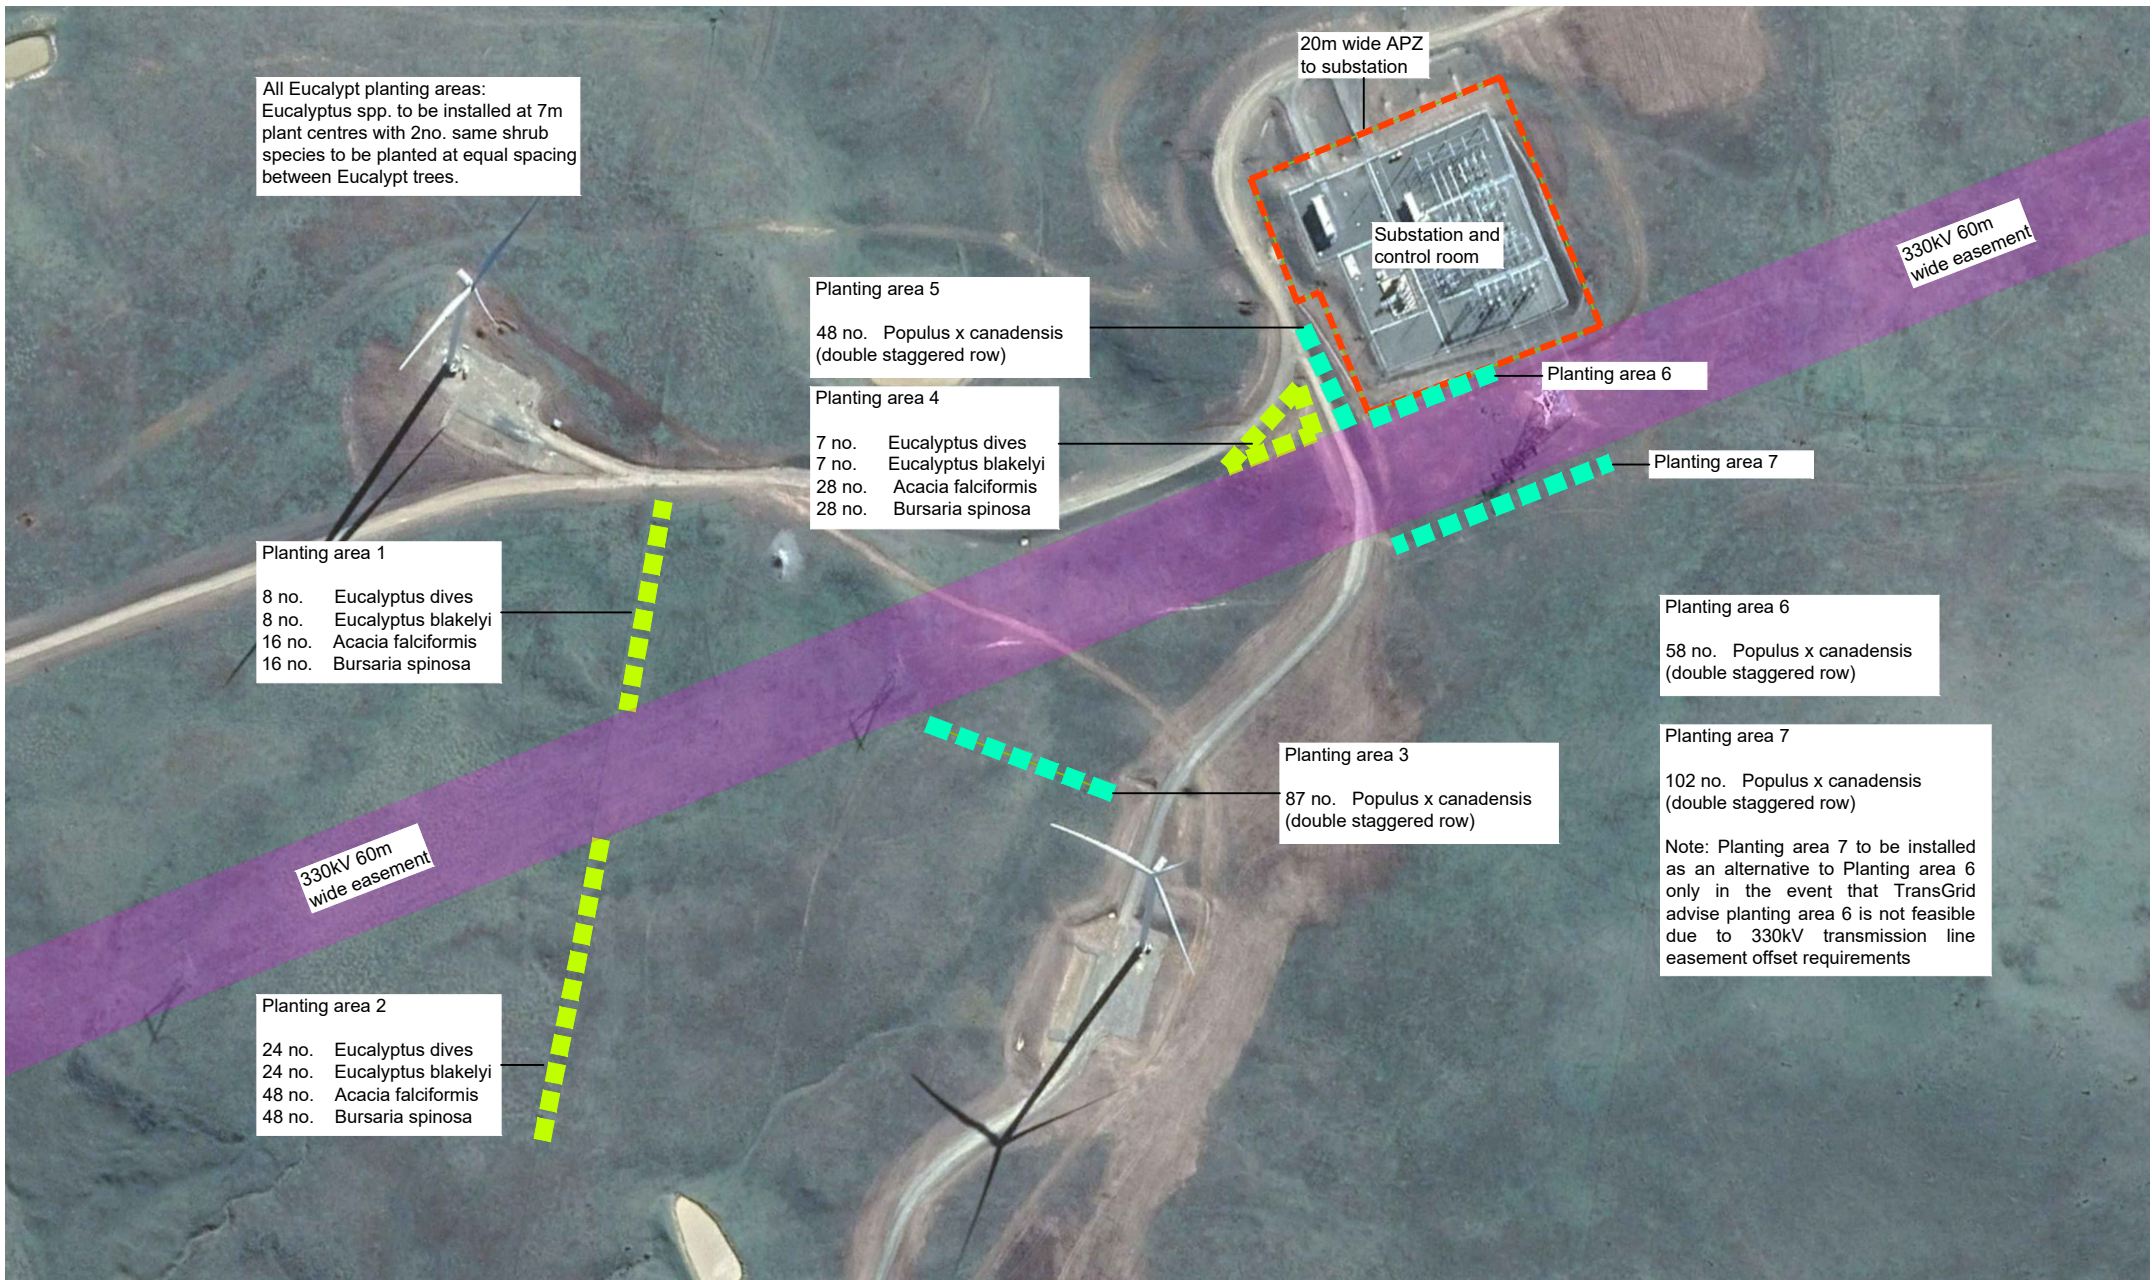 20m wide APZ
to substation
All Eucalypt planting areas:
Eucalyptus spp. to be installed at 7m
plant centres with 2no. same shrub
species to be planted at equal spacing
between Eucalypt trees.
330kV 60m
wide easement
Substation and
control room
Planting area 5
48 no. Populus x canadensis
(double staggered row)
Planting area 6
Planting area 4
7 no. Eucalyptus dives
7 no. Eucalyptus blakelyi
28 no. Acacia falciformis
28 no. Bursaria spinosa
Planting area 7
Planting area 1
8 no. Eucalyptus dives
8 no. Eucalyptus blakelyi
16 no. Acacia falciformis
16 no. Bursaria spinosa
Planting area 6
58 no. Populus x canadensis
(double staggered row)
Planting area 3
87 no. Populus x canadensis
(double staggered row)
Planting area 7
102 no. Populus x canadensis
(double staggered row)
Note: Planting area 7 to be installed
as an alternative to Planting area 6
only in the event that TransGrid
advise planting area 6 is not feasible
due to 330kV transmission line
easement offset requirements
330kV 60m
wide easement
Planting area 2
24 no. Eucalyptus dives
24 no. Eucalyptus blakelyi
48 no. Acacia falciformis
48 no. Bursaria spinosa